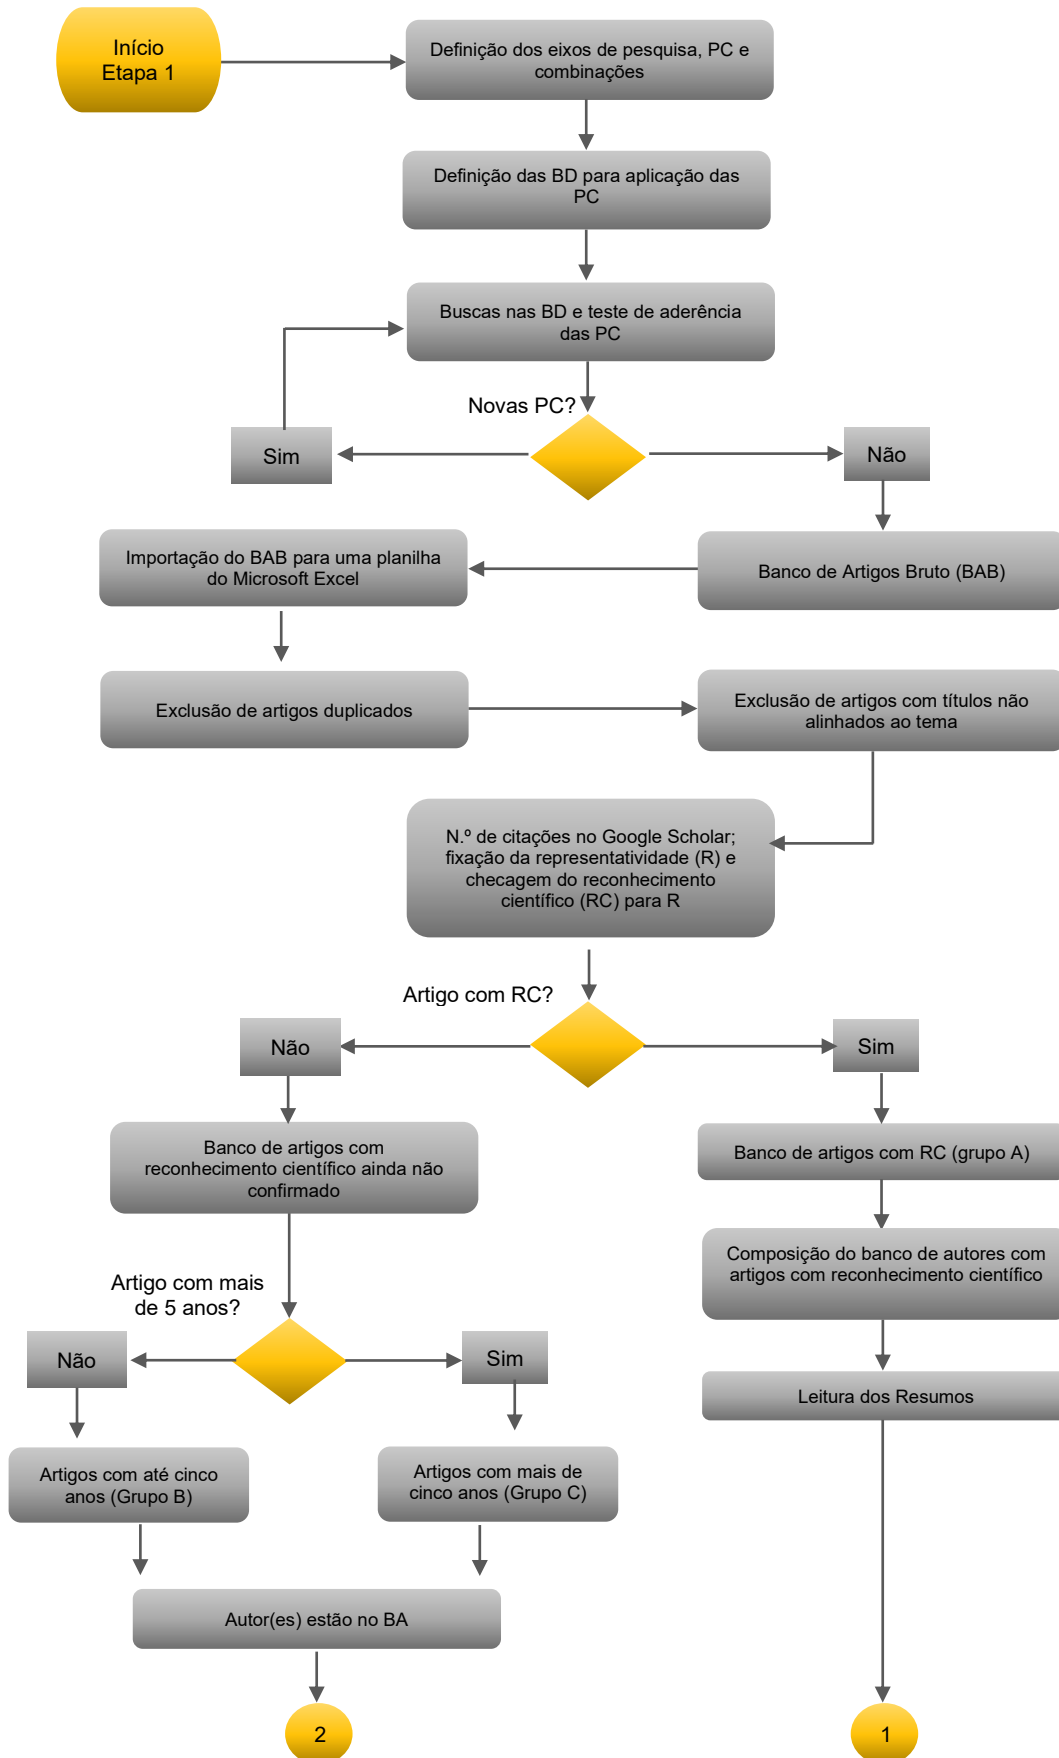 Início
Etapa 1
Definição dos eixos de pesquisa, PC e
combinações
Definição das BD para aplicação das
PC
Buscas nas BD e teste de aderência
das PC
Novas PC?
Sim
Não
Importação do BAB para uma planilha
do Microsoft Excel
Banco de Artigos Bruto (BAB)
Exclusão de artigos duplicados
Exclusão de artigos com títulos não
alinhados ao tema
N.º de citações no Google Scholar;
fixação da representatividade (R) e
checagem do reconhecimento
científico (RC) para R
Artigo com RC?
Não
Sim
Banco de artigos com
reconhecimento científico ainda não
confirmado
Banco de artigos com RC (grupo A)
Composição do banco de autores com
artigos com reconhecimento científico
Artigo com mais
de 5 anos?
Não
Sim
Leitura dos Resumos
Artigos com até cinco
anos (Grupo B)
Artigos com mais de
cinco anos (Grupo C)
Autor(es) estão no BA
2
1